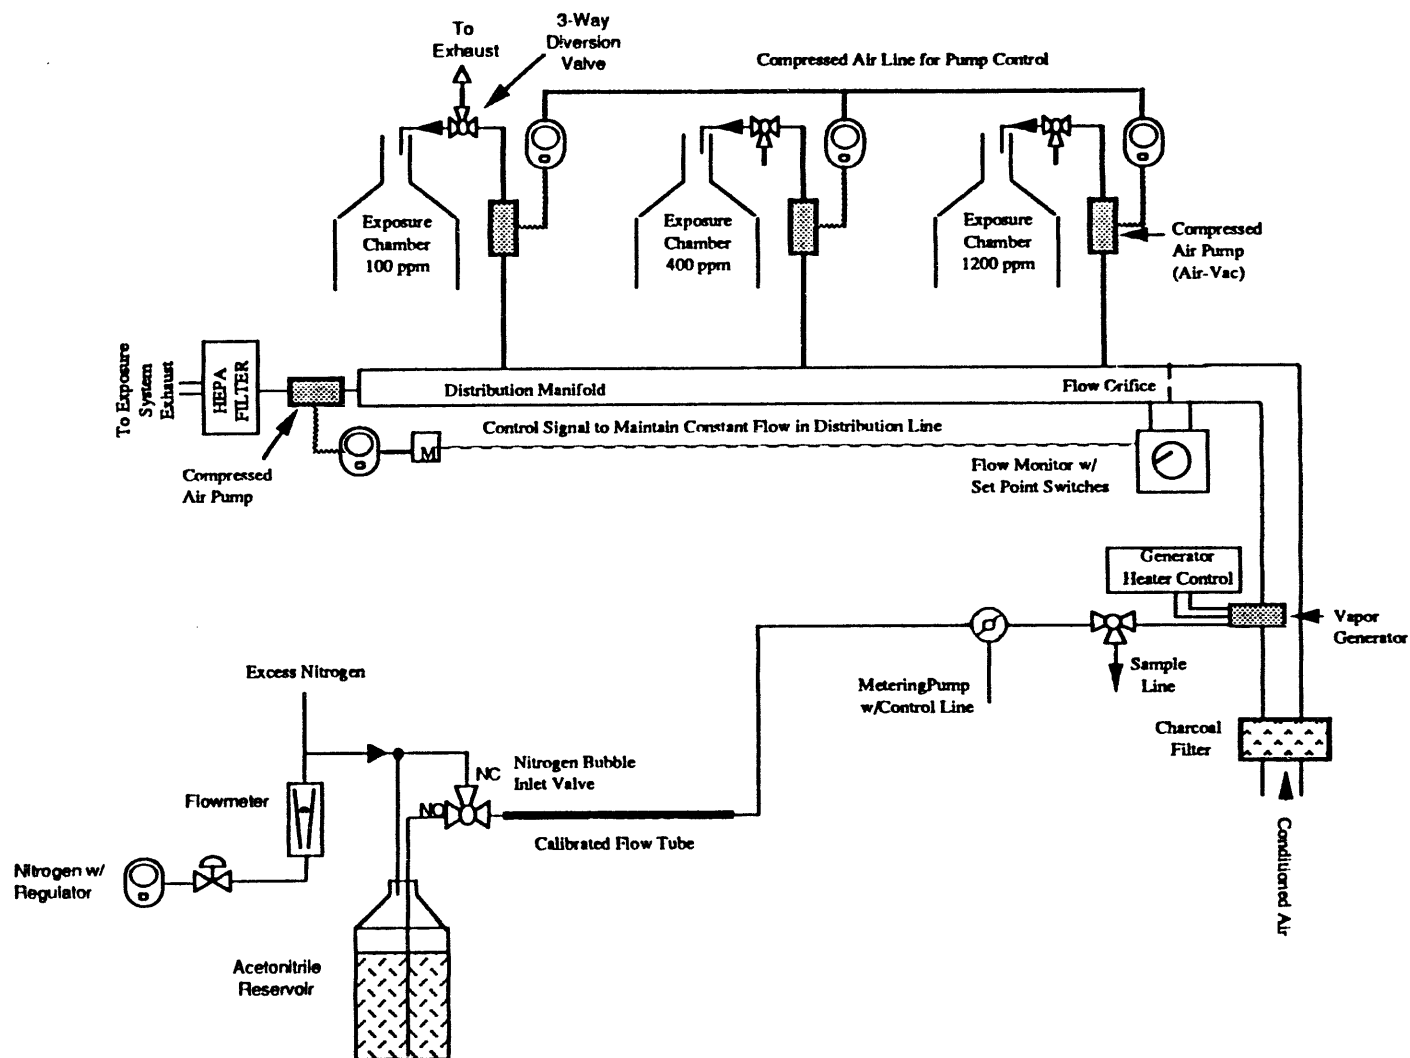 To
Exhaust
3-Way
Diversion
Valve
Compressed Air Line for Pump Control
Exposure
Chamber
100 ppm
Exposure
Chamber
400 ppm
Exposure
Chamber
1200 ppm
Compressed
Air Pump
(Air-Vac)
To Exposure
System
Exhaust
HEPA
FILTER
Distribution Manifold
Flow Orifice
Control Signal to Maintain Constant Flow in Distribution Line
M
Compressed
Air Pump
Flow Monitor w/
Set Point Switches
Generator
Heater Control
Vapor
Generator
Sample
Line
MeteringPump
w/Control Line
Charcoal
Filter
Conditioned Air
Excess Nitrogen
NC
Nitrogen Bubble
Inlet Valve
NO
Flowmeter
Calibrated Flow Tube
Nitrogen w/
Regulator
Acetonitrile
Reservoir